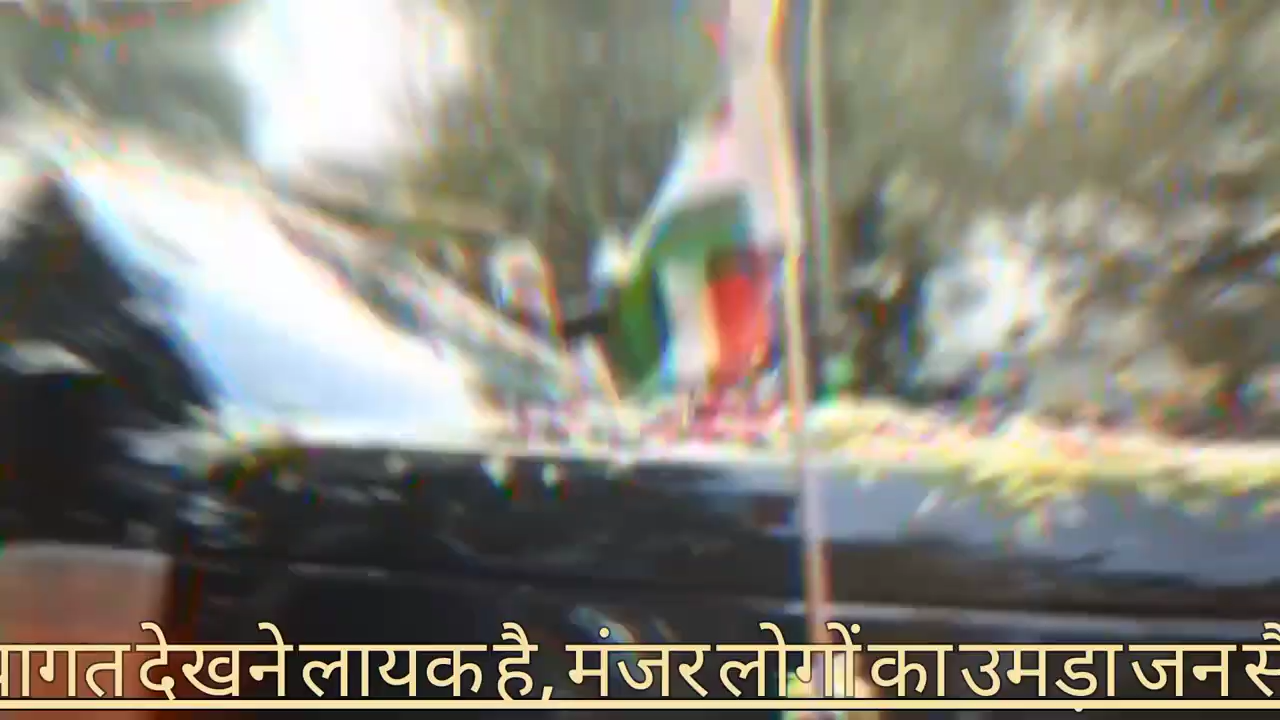 देखने लायक है, मंजर लोगों का उमड़ा जन